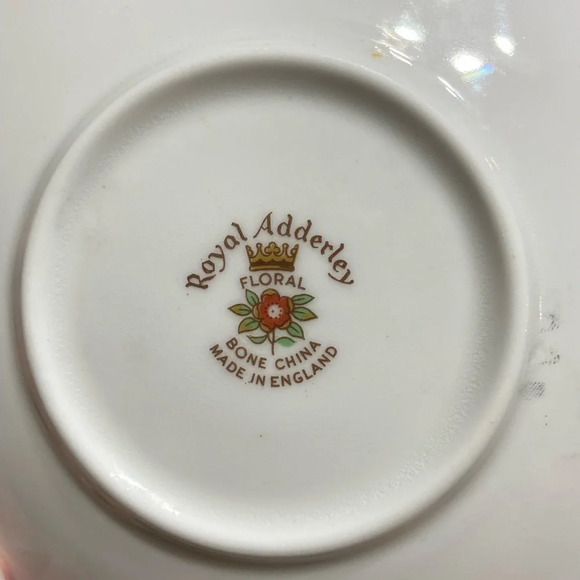 Royal Adderley
FLORAL
BONE CHINA
MADE IN ENGLAND